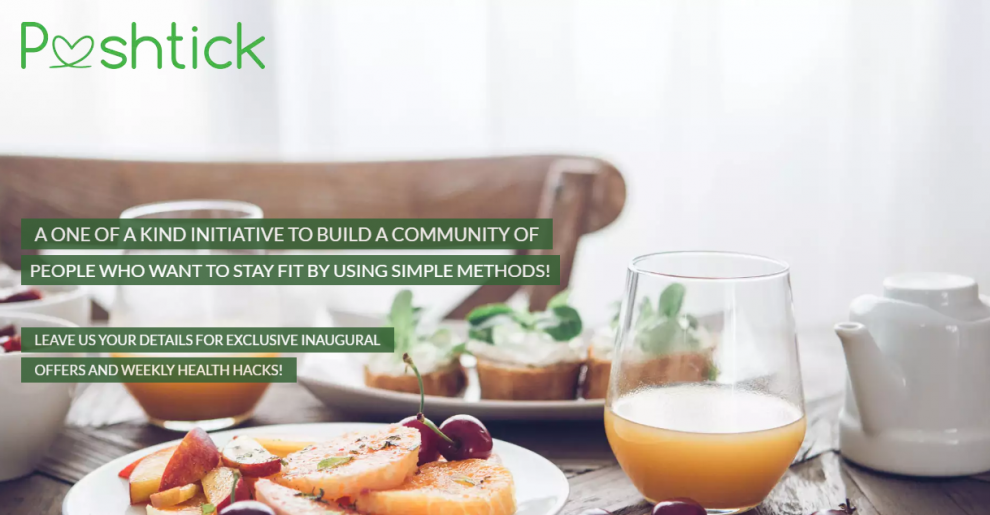 Poshtick
A ONE OF A KIND INITIATIVE TO BUILD A COMMUNITY OF
PEOPLE WHO WANT TO STAY FIT BY USING SIMPLE METHODS!
LEAVE US YOUR DETAILS FOR EXCLUSIVE INAUGURAL
OFFERS AND WEEKLY HEALTH HACKS!